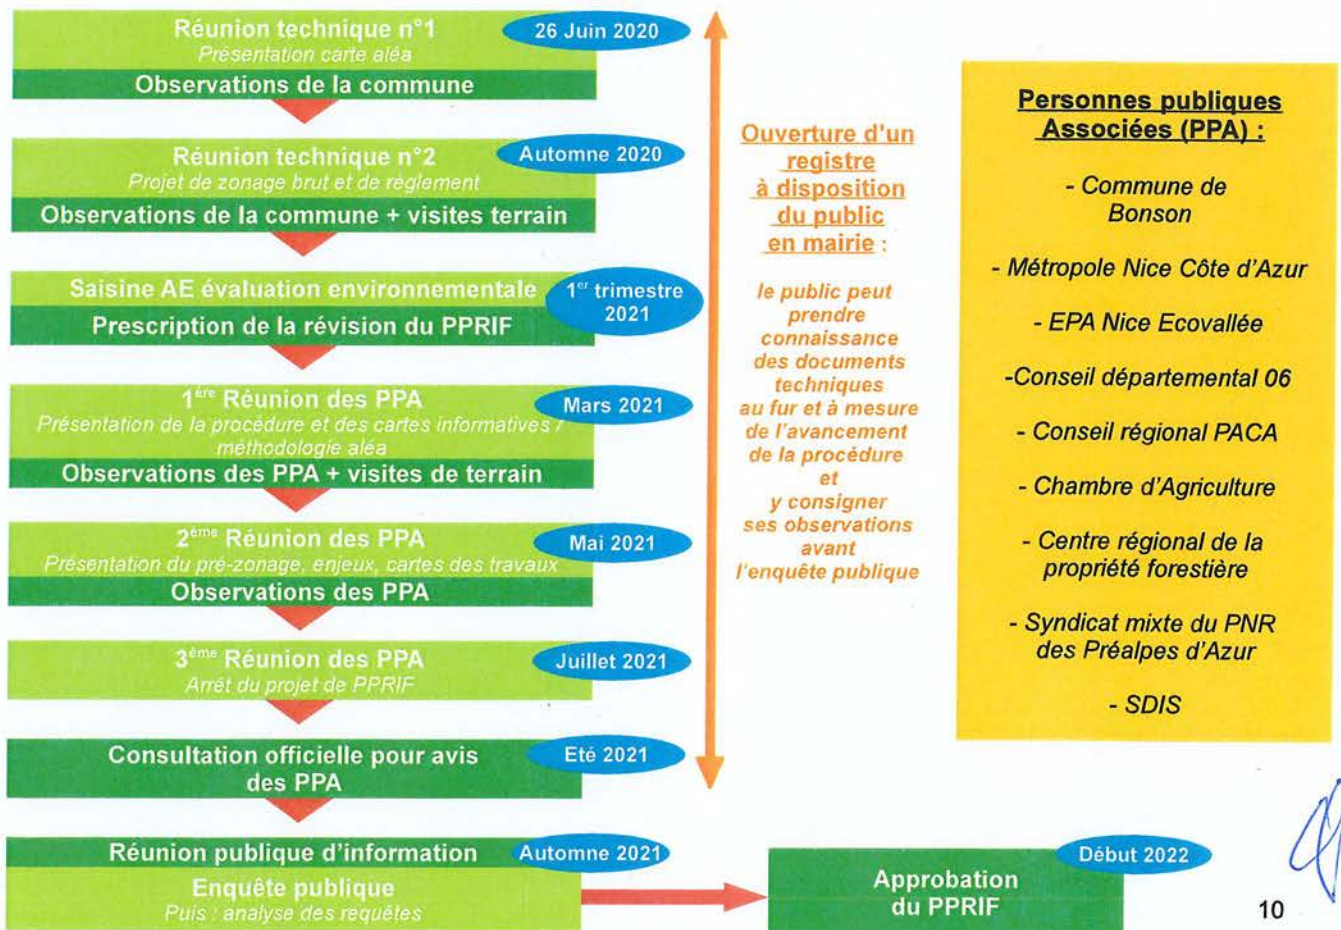 Réunion technique n°1
26 Juin 2020
Présentation carte aléa
Observations de la commune
Réunion technique n°2
Automne 2020
Projet de zonage brut et de règlement
Observations de la commune + visites terrain
Saisine AE évaluation environnementale
1er trimestre
2021
Prescription de la révision du PPRIF
1ère Réunion des PPA
Mars 2021
Présentation de la procédure et des cartes informatives /
méthodologie aléa
Observations des PPA + visites de terrain
2ème Réunion des PPA
Mai 2021
Présentation du pré-zonage, enjeux, cartes des travaux
Observations des PPA
3ème Réunion des PPA
Juillet 2021
Arrêt du projet de PPRIF
Consultation officielle pour avis
des PPA
Eté 2021
Réunion publique d'information
Automne 2021
Enquête publique
Puis : analyse des requêtes
Approbation
du PPRIF
Début 2022
Ouverture d'un
registre
à disposition
du public
en mairie :
le public peut
prendre
connaissance
des documents
techniques
au fur et à mesure
de l'avancement
de la procédure
et
y consigner
ses observations
avant
l'enquête publique
Personnes publiques
Associées (PPA) :
- Commune de
Bonson
- Métropole Nice Côte d'Azur
- EPA Nice Ecovallée
-Conseil départemental 06
- Conseil régional PACA
- Chambre d'Agriculture
- Centre régional de la
propriété forestière
- Syndicat mixte du PNR
des Préalpes d'Azur
- SDIS
10